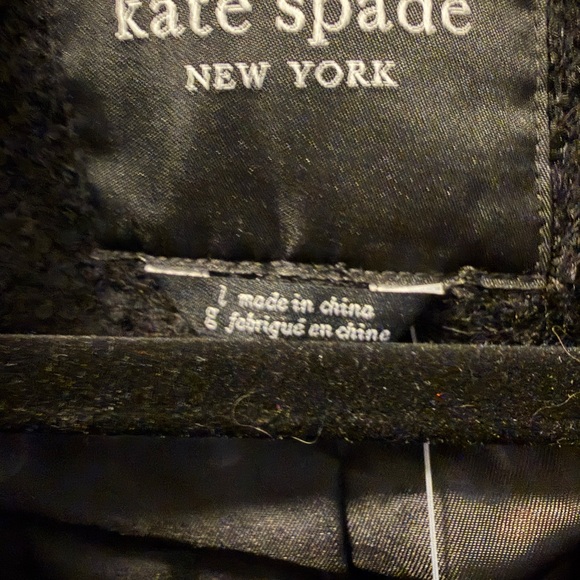 kate spade
NEW YORK
l made in china
g fabriqué en chine